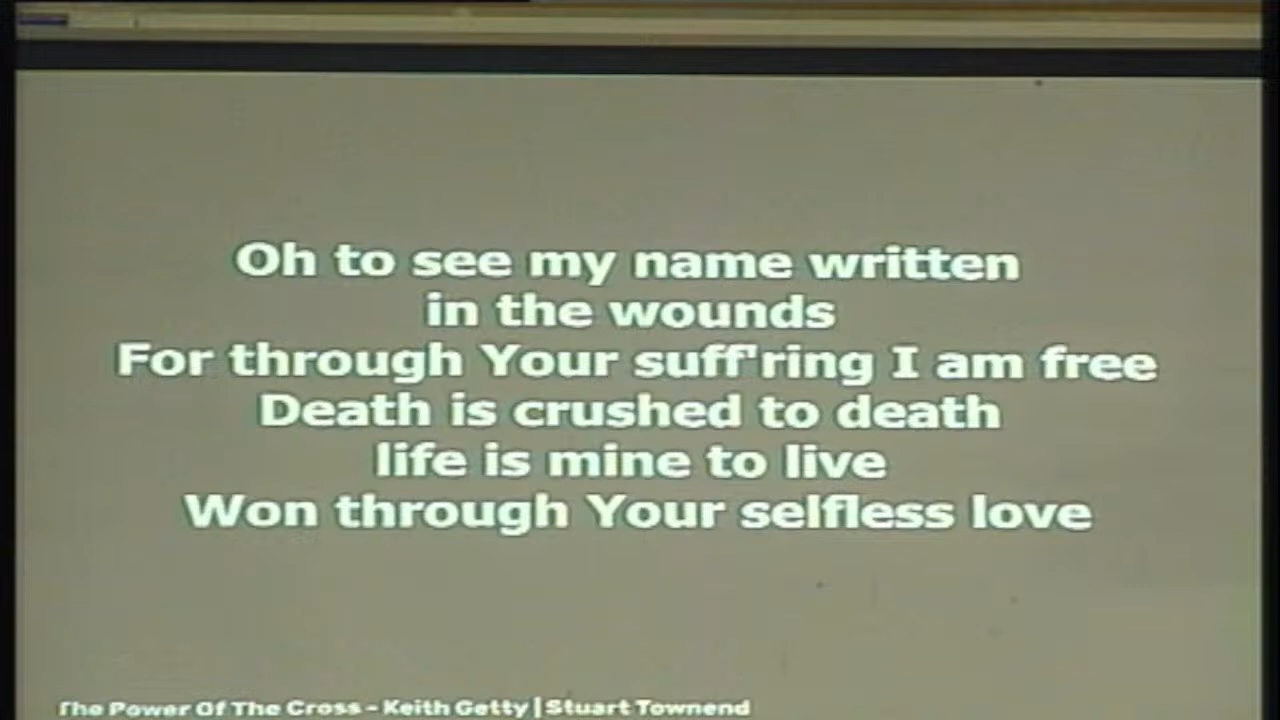 Oh to see my name written
in the wounds
For through Your suff'ring I am free
Death is crushed to death
life is mine to live
Won through Your selfless love
The Power Of The Cross - Keith Getty | Stuart Townend